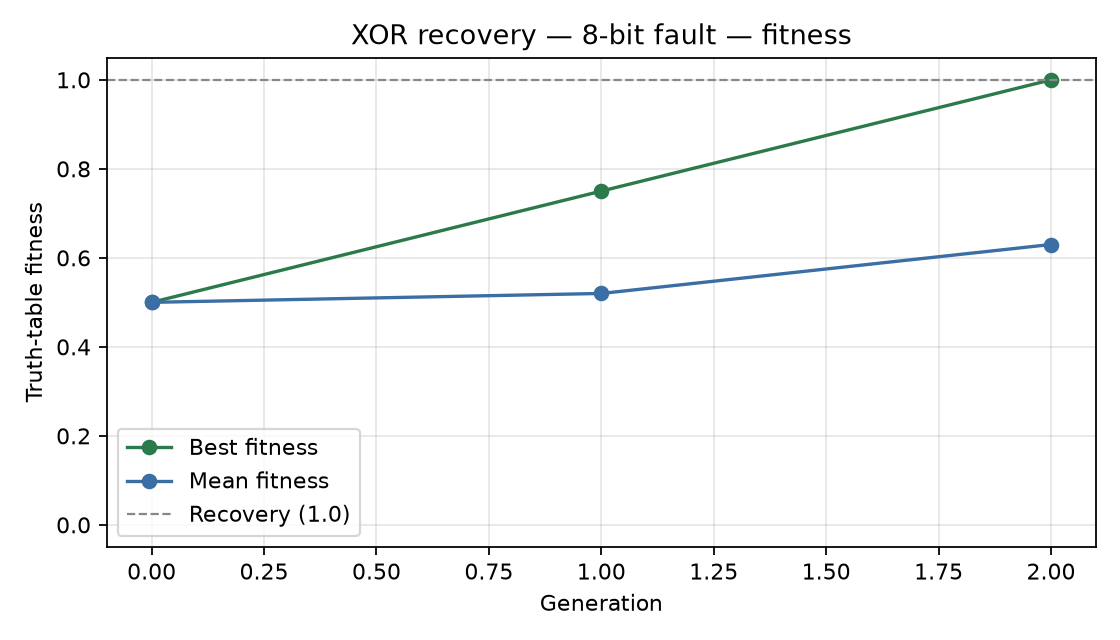 XOR recovery — 8-bit fault — fitness
1.0
0.8
0.6
0.4
0.2
0.0
Truth-table fitness
Best fitness
Mean fitness
Recovery (1.0)
0.00 0.25 0.50 0.75 1.00 1.25 1.50 1.75 2.00
Generation